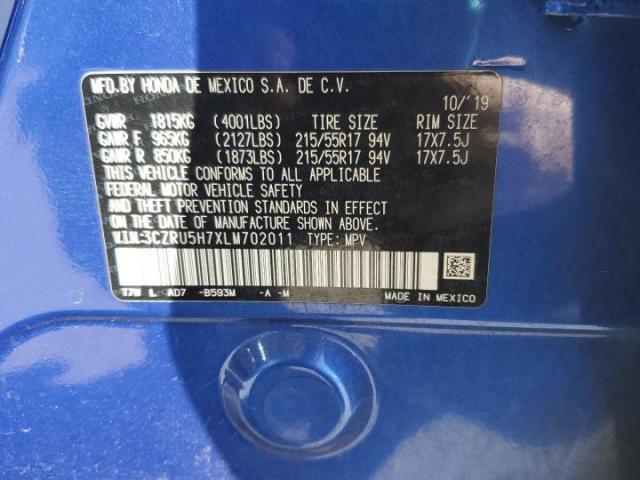 MFD.BY HONDA DE MEXICO S.A. DE C.V.
10/'19
GVWR 1815KG (4001LBS) TIRE SIZE RIM SIZE
GAWR F 965KG (2127LBS) 215/55R17 94V 17X7.5J
GAWR R 850KG (1873LBS) 215/55R17 94V 17X7.5J
THIS VEHICLE CONFORMS TO ALL APPLICABLE
FEDERAL MOTOR VEHICLE SAFETY
AND THEFT PREVENTION STANDARDS IN EFFECT
ON THE DATE OF MANUFACTURE SHOWN ABOVE.
V.I.N.:3CZRU5H7XLM702011 TYPE: MPV
T7W L AD7 -B593M -A -M
MADE IN MEXICO